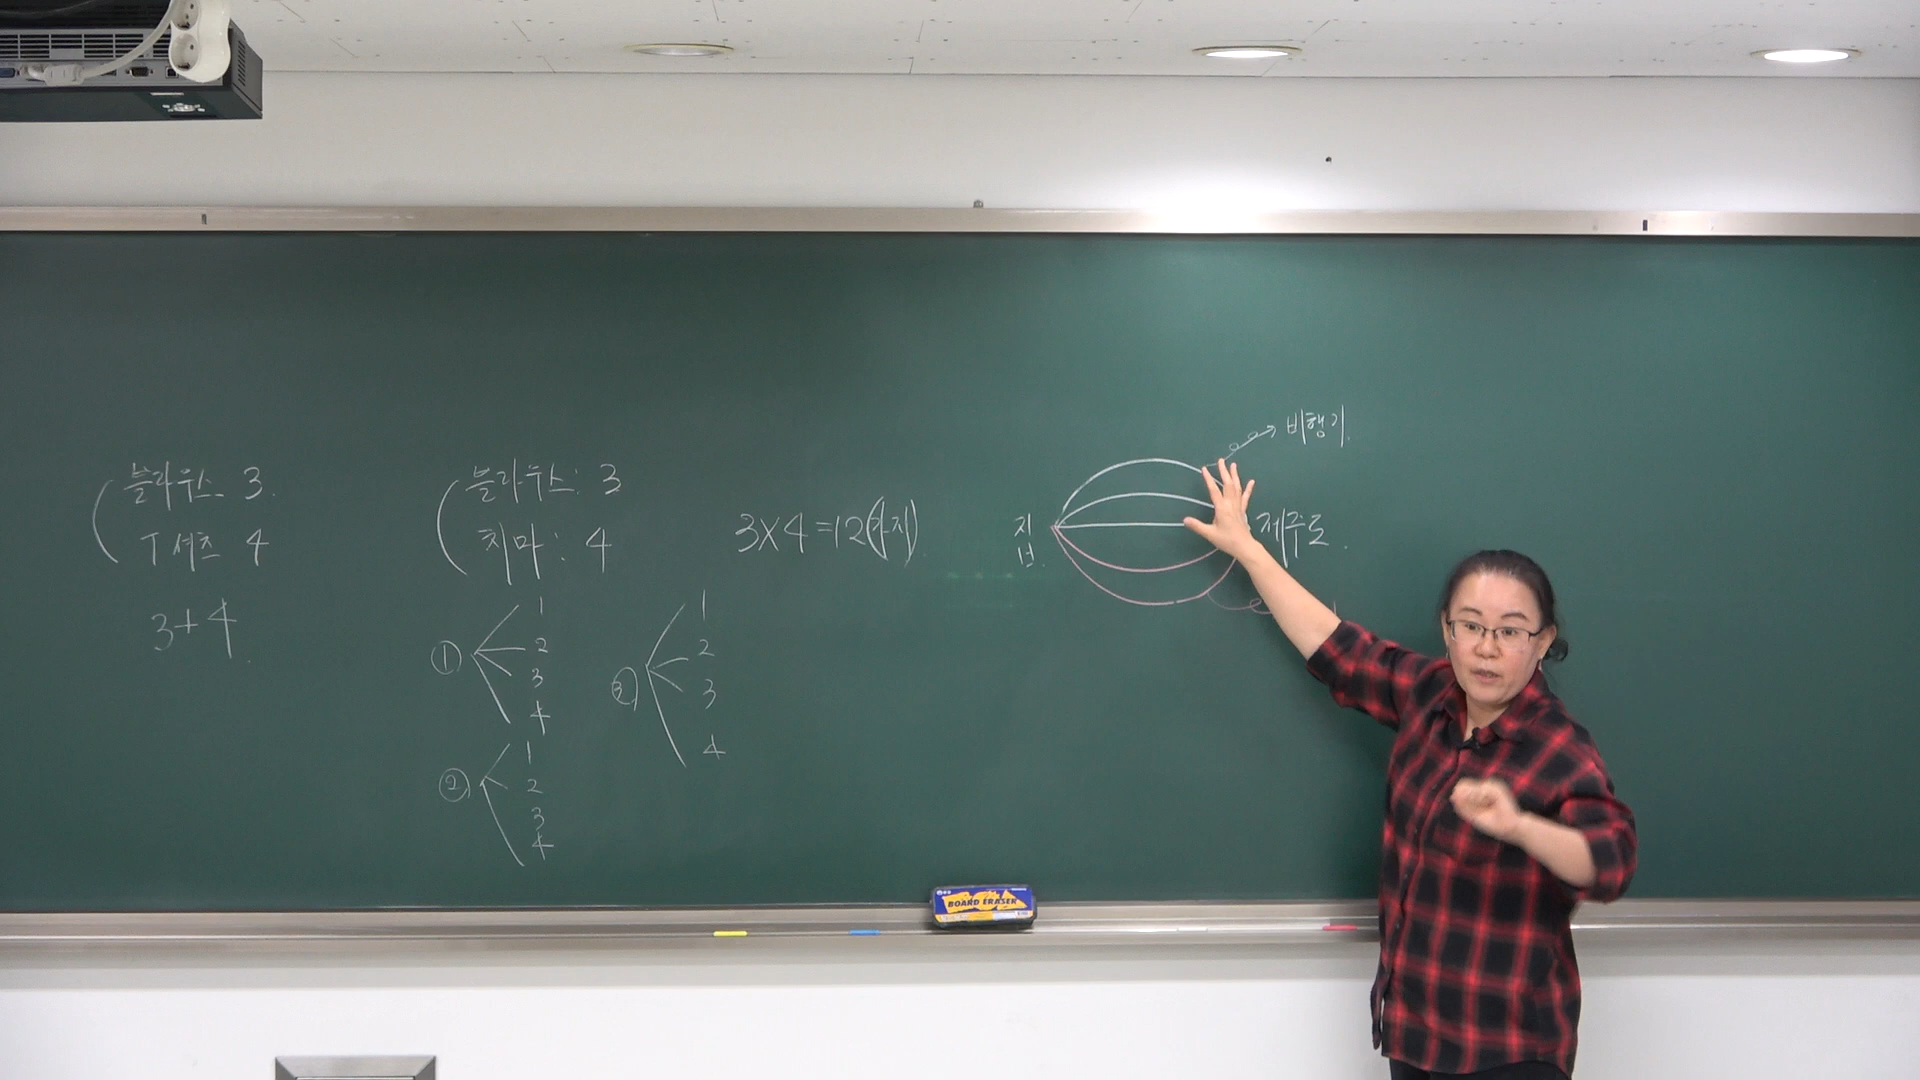 블라우스 3.
T셔츠 4
3+4.
블라우스: 3
치마: 4
① 1
2
3
4
② 1
2
3
4
③ 1
2
3
4
3×4=12(가지).
비행기.
제주도.
BOARD ERASER